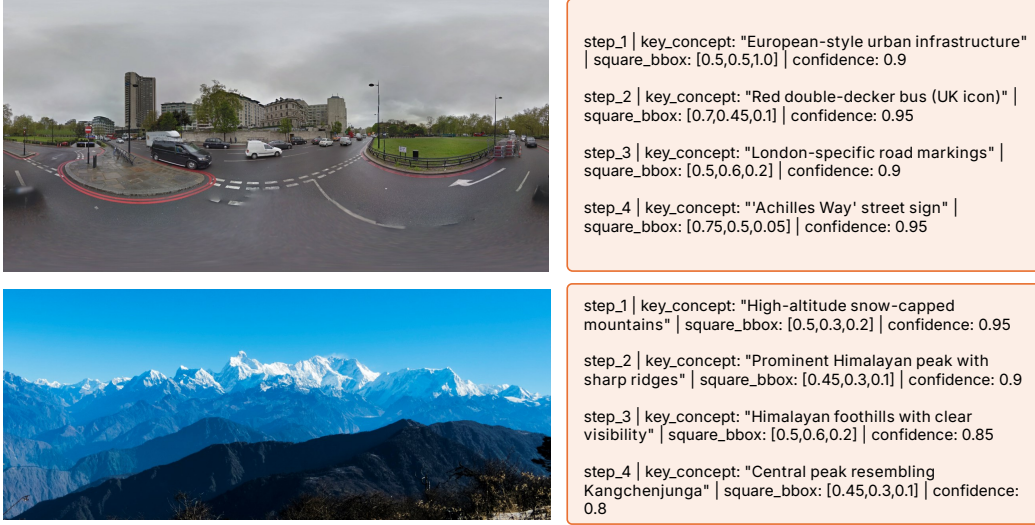 step_1 | key_concept: "European-style urban infrastructure"
| square_bbox: [0.5,0.5,1.0] | confidence: 0.9
step_2 | key_concept: "Red double-decker bus (UK icon)" |
square_bbox: [0.7,0.45,0.1] | confidence: 0.95
step_3 | key_concept: "London-specific road markings" |
square_bbox: [0.5,0.6,0.2] | confidence: 0.9
step_4 | key_concept: "'Achilles Way' street sign" |
square_bbox: [0.75,0.5,0.05] | confidence: 0.95
step_1 | key_concept: "High-altitude snow-capped
mountains" | square_bbox: [0.5,0.3,0.2] | confidence: 0.95
step_2 | key_concept: "Prominent Himalayan peak with
sharp ridges" | square_bbox: [0.45,0.3,0.1] | confidence: 0.9
step_3 | key_concept: "Himalayan foothills with clear
visibility" | square_bbox: [0.5,0.6,0.2] | confidence: 0.85
step_4 | key_concept: "Central peak resembling
Kangchenjunga" | square_bbox: [0.45,0.3,0.1] | confidence:
0.8